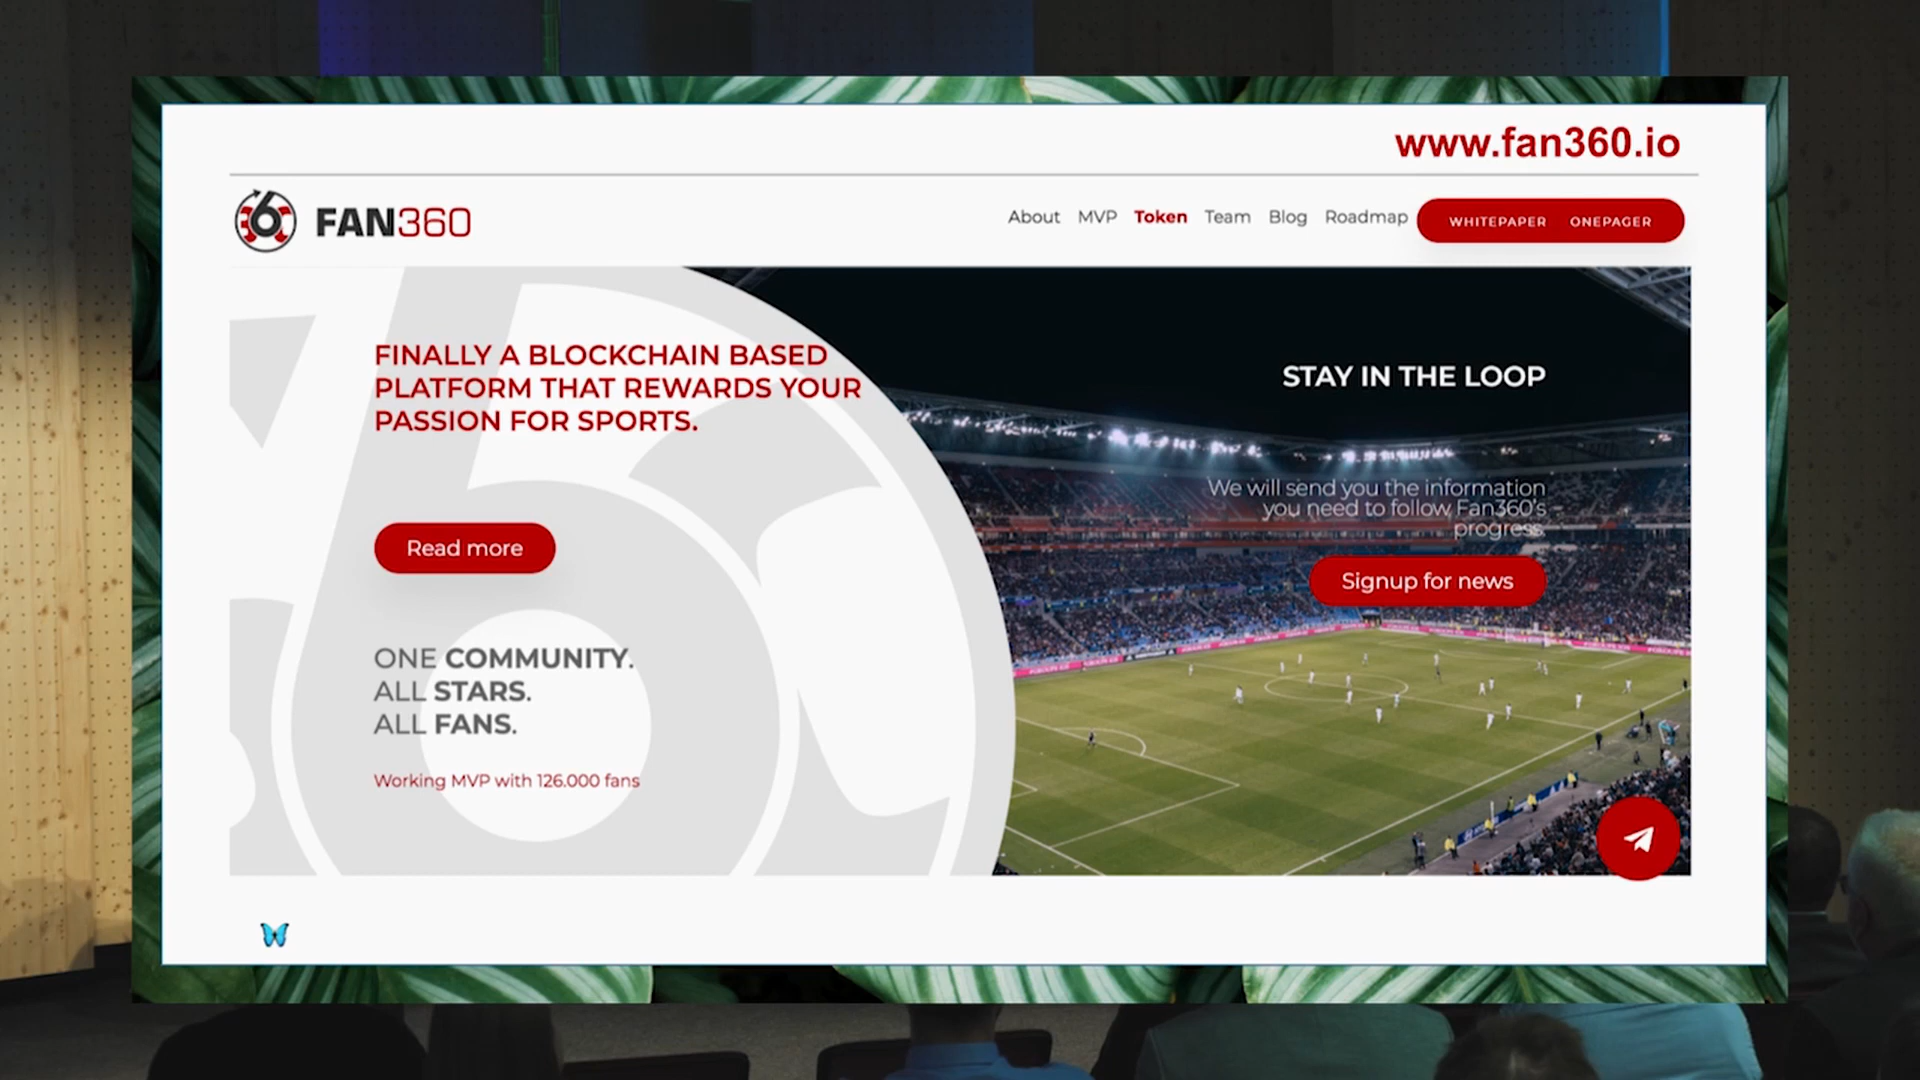 www.fan360.io
FAN360
About MVP Token Team Blog Roadmap WHITEPAPER ONEPAGER
FINALLY A BLOCKCHAIN BASED
PLATFORM THAT REWARDS YOUR
PASSION FOR SPORTS.
Read more
ONE COMMUNITY.
ALL STARS.
ALL FANS.
Working MVP with 126.000 fans
STAY IN THE LOOP
We will send you the information
you need to follow Fan360's
progress.
Signup for news